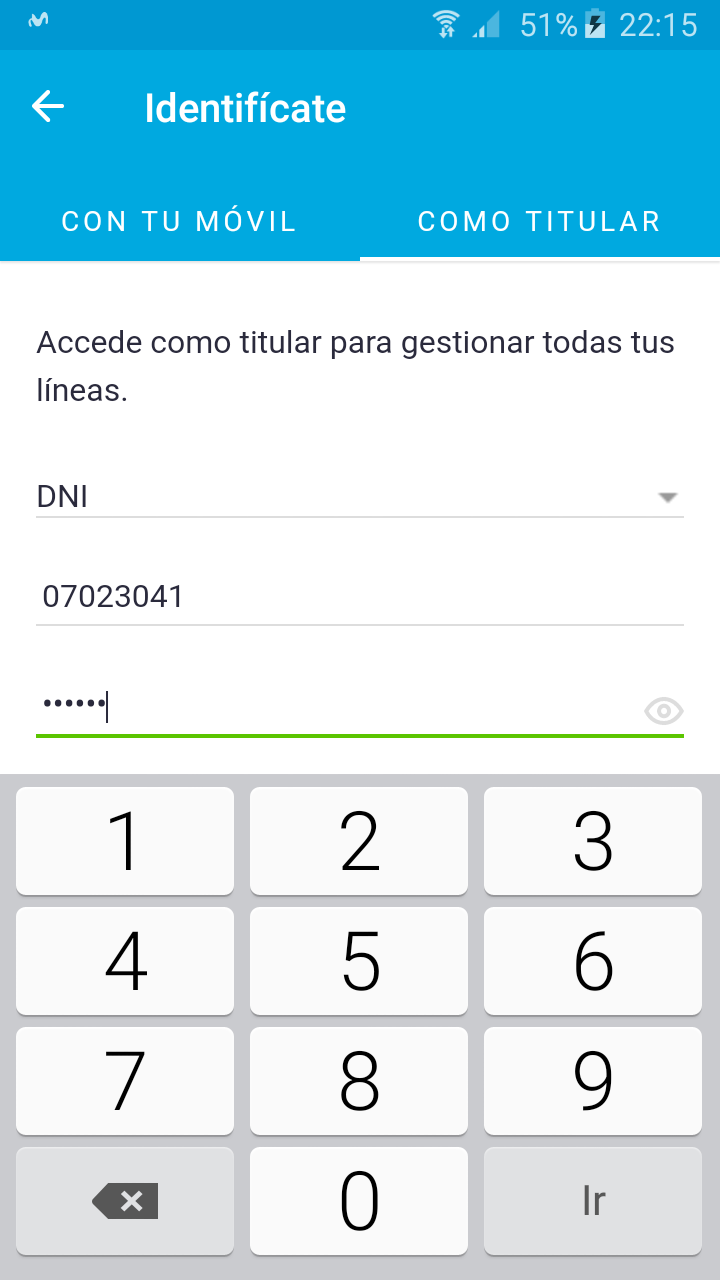 51% 22:15
Identifícate
CON TU MÓVIL COMO TITULAR
Accede como titular para gestionar todas tus
líneas.
DNI
07023041
••••••
1 2 3
4 5 6
7 8 9
0 Ir